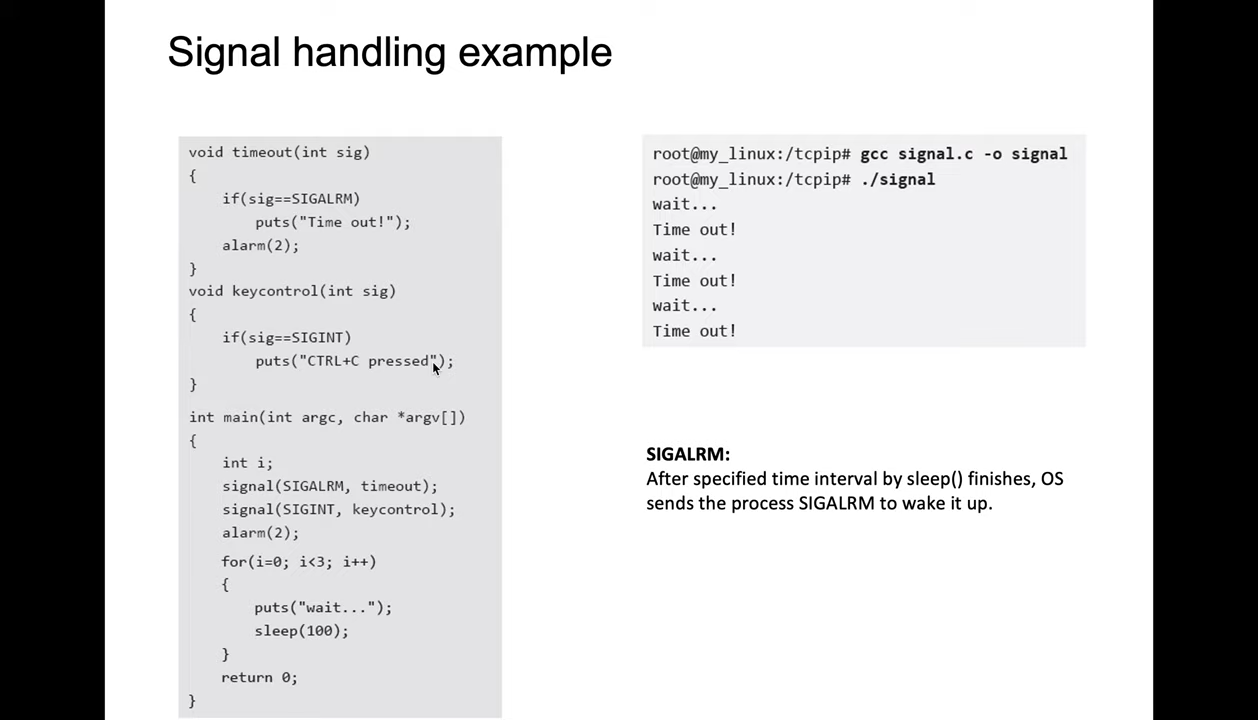 Signal handling example
void timeout(int sig)
{
if(sig==SIGALRM)
puts("Time out!");
alarm(2);
}
void keycontrol(int sig)
{
if(sig==SIGINT)
puts("CTRL+C pressed");
}
int main(int argc, char *argv[])
{
int i;
signal(SIGALRM, timeout);
signal(SIGINT, keycontrol);
alarm(2);
for(i=0; i<3; i++)
{
puts("wait...");
sleep(100);
}
return 0;
}
root@my_linux:/tcpip# gcc signal.c -o signal
root@my_linux:/tcpip# ./signal
wait...
Time out!
wait...
Time out!
wait...
Time out!
SIGALRM:
After specified time interval by sleep() finishes, OS
sends the process SIGALRM to wake it up.